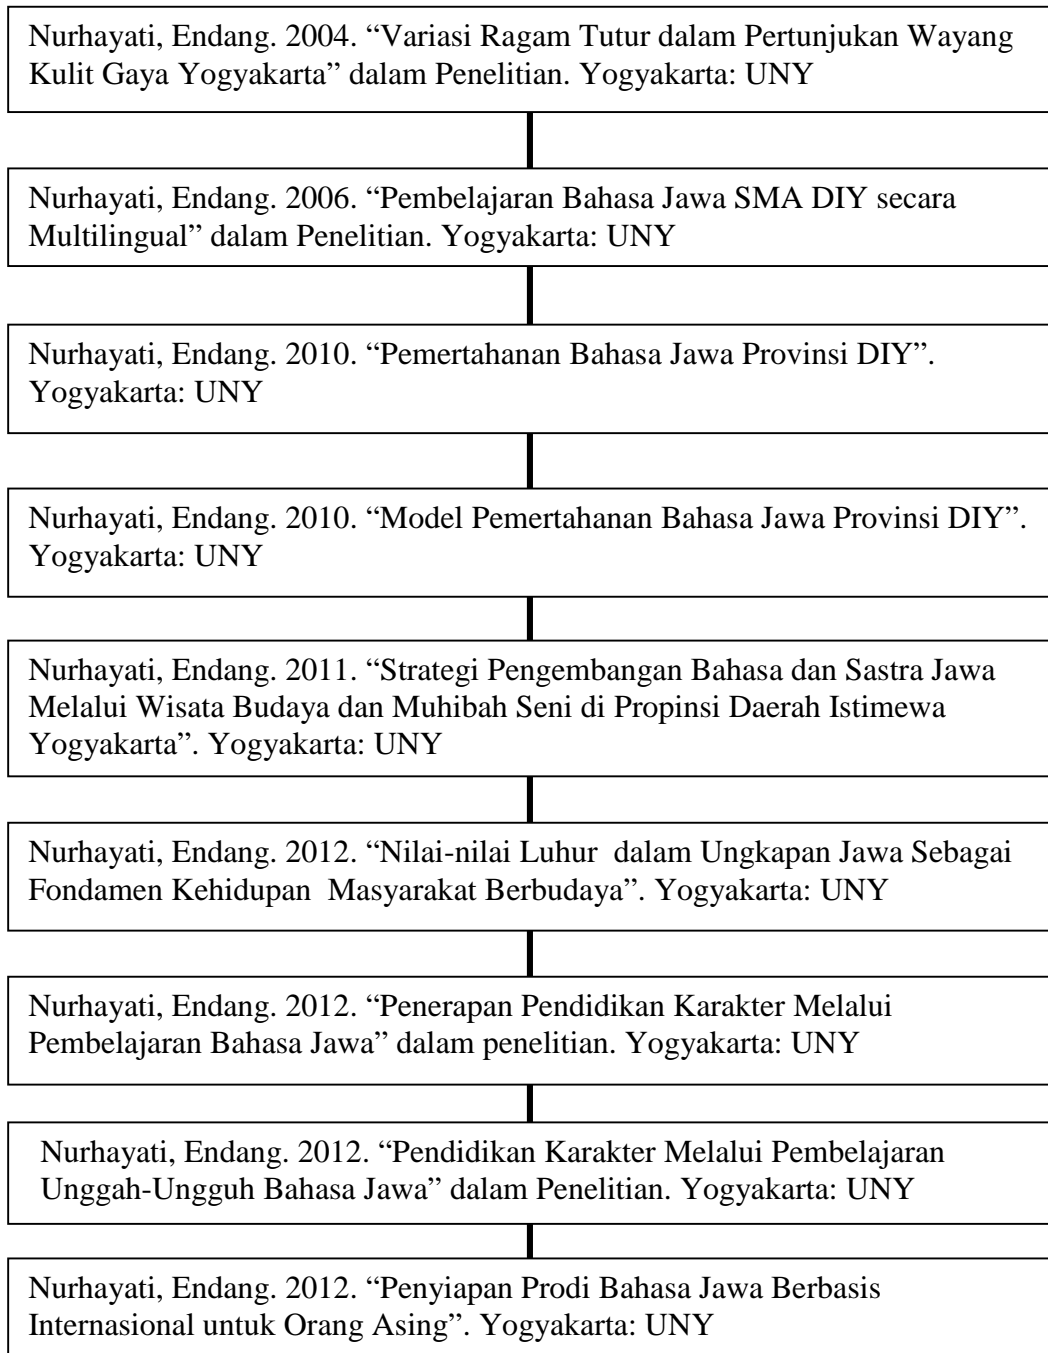 Nurhayati, Endang. 2004. “Variasi Ragam Tutur dalam Pertunjukan Wayang
Kulit Gaya Yogyakarta” dalam Penelitian. Yogyakarta: UNY
Nurhayati, Endang. 2006. “Pembelajaran Bahasa Jawa SMA DIY secara
Multilingual” dalam Penelitian. Yogyakarta: UNY
Nurhayati, Endang. 2010. “Pemertahanan Bahasa Jawa Provinsi DIY”.
Yogyakarta: UNY
Nurhayati, Endang. 2010. “Model Pemertahanan Bahasa Jawa Provinsi DIY”.
Yogyakarta: UNY
Nurhayati, Endang. 2011. “Strategi Pengembangan Bahasa dan Sastra Jawa
Melalui Wisata Budaya dan Muhibah Seni di Propinsi Daerah Istimewa
Yogyakarta”. Yogyakarta: UNY
Nurhayati, Endang. 2012. “Nilai-nilai Luhur  dalam Ungkapan Jawa Sebagai
Fondamen Kehidupan  Masyarakat Berbudaya”. Yogyakarta: UNY
Nurhayati, Endang. 2012. “Penerapan Pendidikan Karakter Melalui
Pembelajaran Bahasa Jawa” dalam penelitian. Yogyakarta: UNY
Nurhayati, Endang. 2012. “Pendidikan Karakter Melalui Pembelajaran
Unggah-Ungguh Bahasa Jawa” dalam Penelitian. Yogyakarta: UNY
Nurhayati, Endang. 2012. “Penyiapan Prodi Bahasa Jawa Berbasis
Internasional untuk Orang Asing”. Yogyakarta: UNY